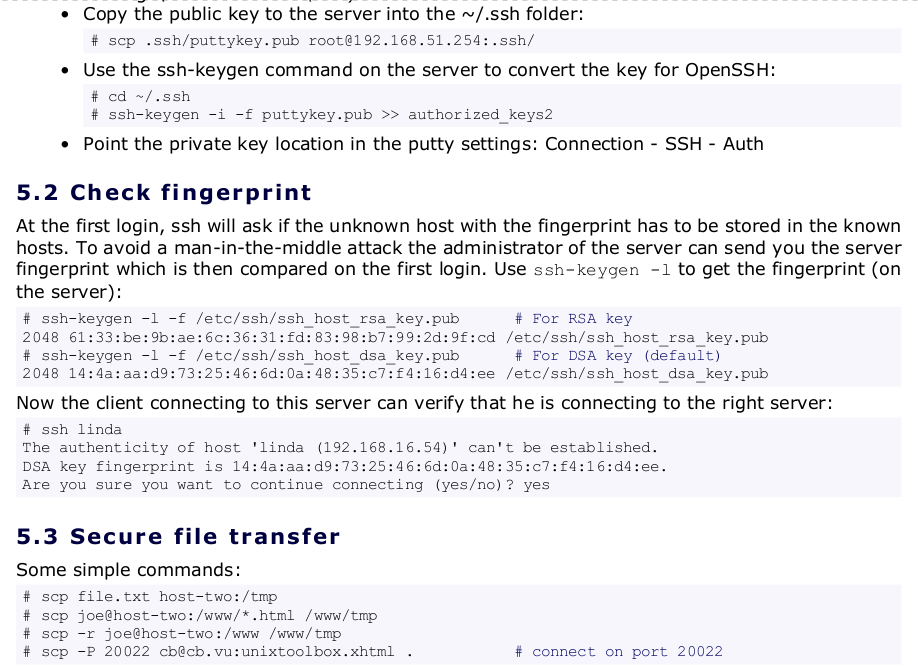 • Copy the public key to the server into the ~/.ssh folder:
# scp .ssh/puttykey.pub root@192.168.51.254:.ssh/
• Use the ssh-keygen command on the server to convert the key for OpenSSH:
# cd ~/.ssh
# ssh-keygen -i -f puttykey.pub >> authorized_keys2
• Point the private key location in the putty settings: Connection - SSH - Auth
5.2 Check fingerprint
At the first login, ssh will ask if the unknown host with the fingerprint has to be stored in the known
hosts. To avoid a man-in-the-middle attack the administrator of the server can send you the server
fingerprint which is then compared on the first login. Use ssh-keygen -l to get the fingerprint (on
the server):
# ssh-keygen -l -f /etc/ssh/ssh_host_rsa_key.pub # For RSA key
2048 61:33:be:9b:ae:6c:36:31:fd:83:98:b7:99:2d:9f:cd /etc/ssh/ssh_host_rsa_key.pub
# ssh-keygen -l -f /etc/ssh/ssh_host_dsa_key.pub # For DSA key (default)
2048 14:4a:aa:d9:73:25:46:6d:0a:48:35:c7:f4:16:d4:ee /etc/ssh/ssh_host_dsa_key.pub
Now the client connecting to this server can verify that he is connecting to the right server:
# ssh linda
The authenticity of host 'linda (192.168.16.54)' can't be established.
DSA key fingerprint is 14:4a:aa:d9:73:25:46:6d:0a:48:35:c7:f4:16:d4:ee.
Are you sure you want to continue connecting (yes/no)? yes
5.3 Secure file transfer
Some simple commands:
# scp file.txt host-two:/tmp
# scp joe@host-two:/www/*.html /www/tmp
# scp -r joe@host-two:/www /www/tmp
# scp -P 20022 cb@cb.vu:unixtoolbox.xhtml . # connect on port 20022